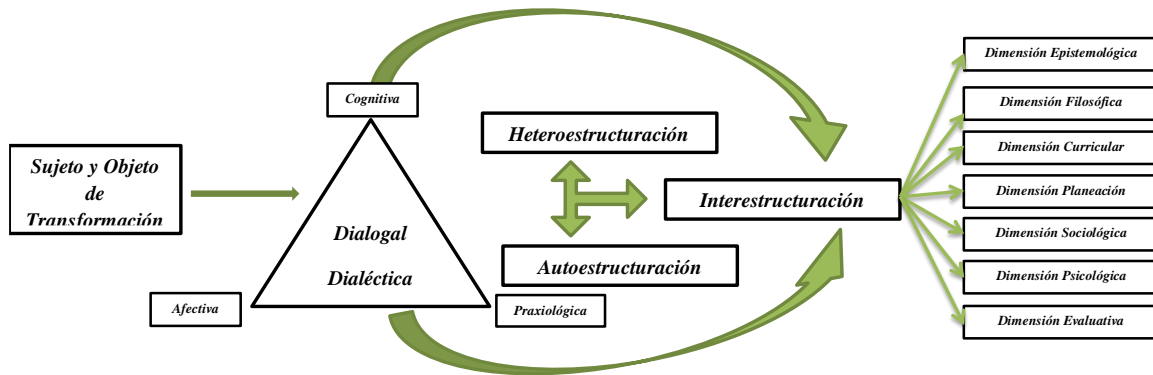 Sujeto y Objeto
de
Transformación
Cognitiva
Dialogal
Dialéctica
Afectiva
Praxiológica
Heteroestructuración
Autoestructuración
Interestructuración
Dimensión Epistemológica
Dimensión Filosófica
Dimensión Curricular
Dimensión Planeación
Dimensión Sociológica
Dimensión Psicológica
Dimensión Evaluativa